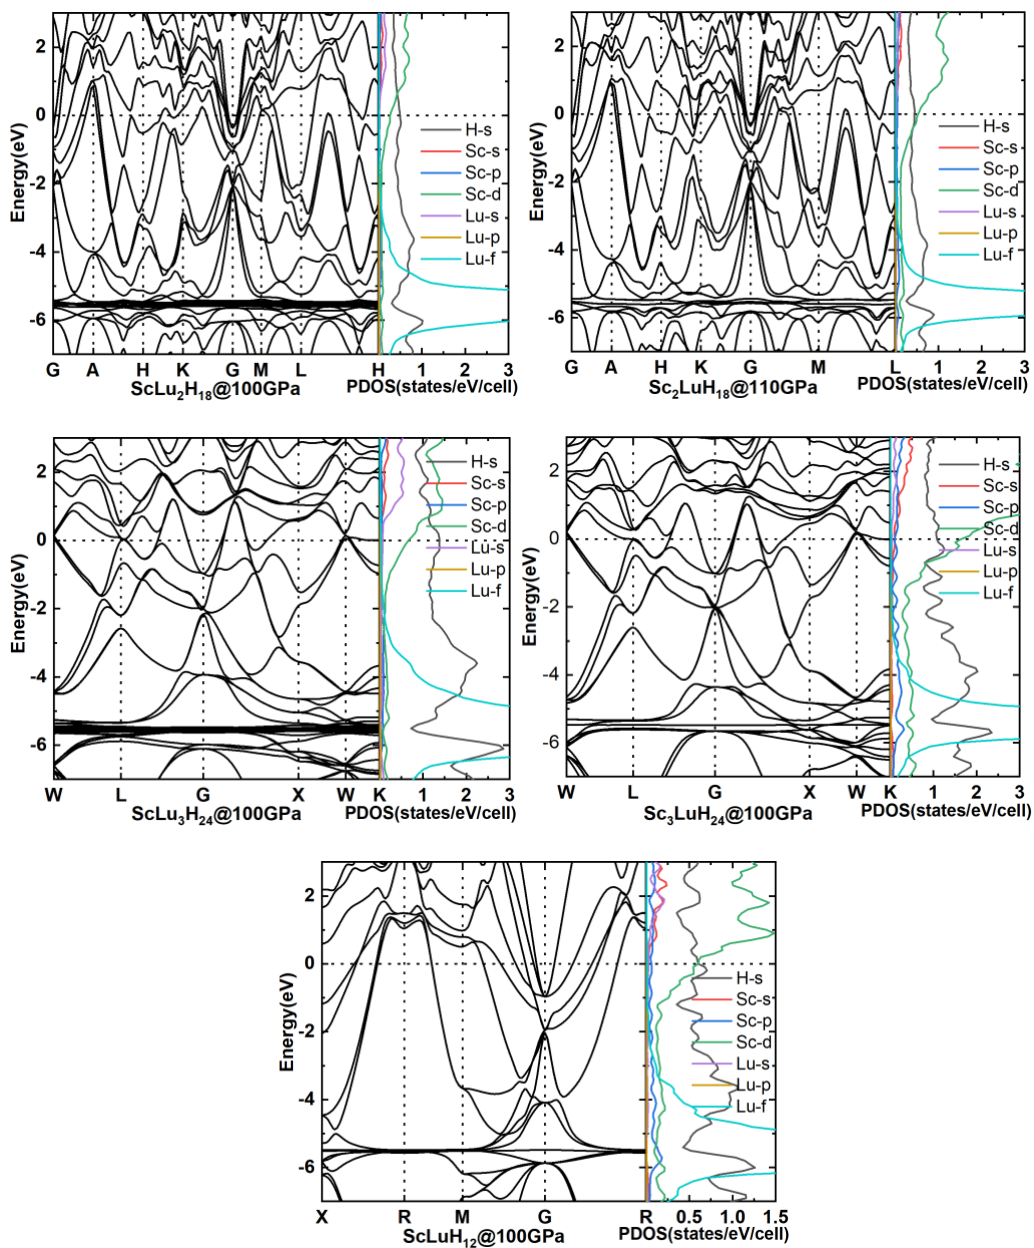 Energy(eV)
2
0
-2
-4
-6
H-s
Sc-s
Sc-p
Sc-d
Lu-s
Lu-p
Lu-f
G A H K G M L H 1 2 3
ScLu₂H₁₈@100GPa PDOS(states/eV/cell)
Energy(eV)
2
0
-2
-4
-6
H-s
Sc-s
Sc-p
Sc-d
Lu-s
Lu-p
Lu-f
G A H K G M L 1 2 3
Sc₂LuH₁₈@110GPa PDOS(states/eV/cell)
Energy(eV)
2
0
-2
-4
-6
H-s
Sc-s
Sc-p
Sc-d
Lu-s
Lu-p
Lu-f
W L G X W K 1 2 3
ScLu₃H₂₄@100GPa PDOS(states/eV/cell)
Energy(eV)
2
0
-2
-4
-6
H-s
Sc-s
Sc-p
Sc-d
Lu-s
Lu-p
Lu-f
W L G X W K 1 2 3
Sc₃LuH₂₄@100GPa PDOS(states/eV/cell)
Energy(eV)
2
0
-2
-4
-6
H-s
Sc-s
Sc-p
Sc-d
Lu-s
Lu-p
Lu-f
X R M G R 0.5 1.0 1.5
ScLuH₁₂@100GPa PDOS(states/eV/cell)